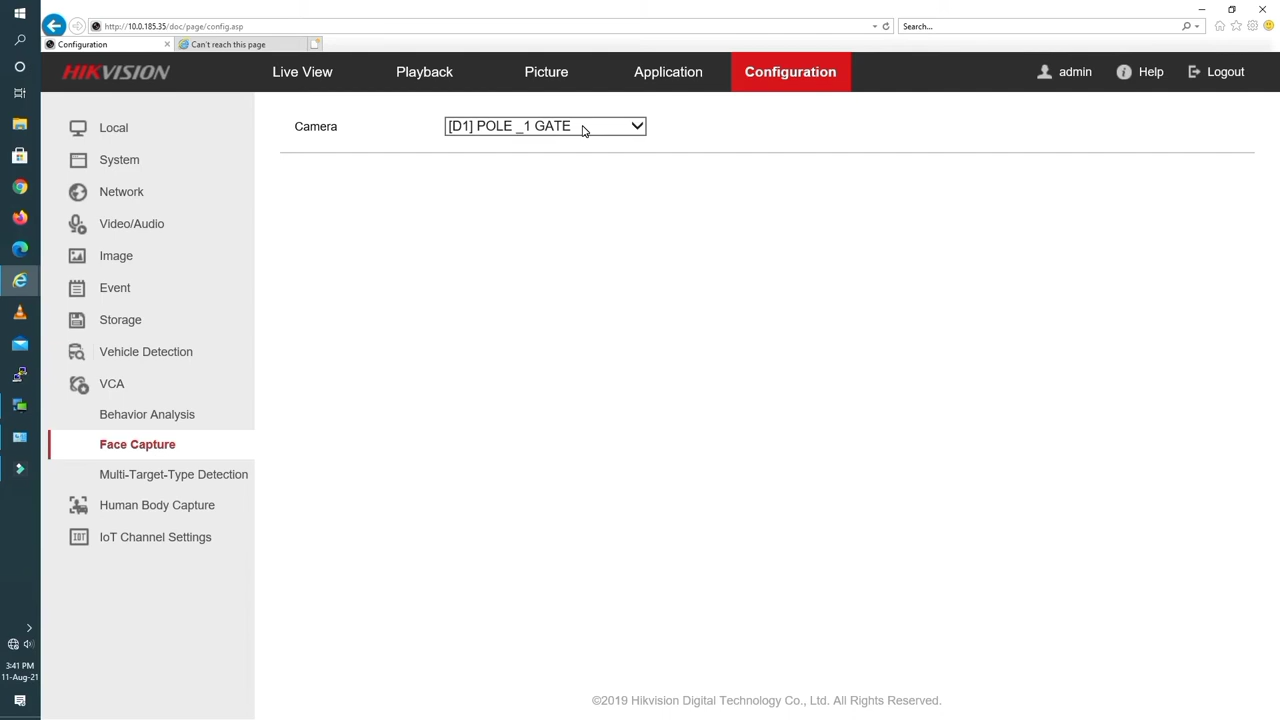 http://10.0.185.35/doc/page/config.asp
Search...
Configuration
Can't reach this page
HIKVISION
Live View
Playback
Picture
Application
Configuration
admin
Help
Logout
Camera
[D1] POLE _1 GATE
Local
System
Network
Video/Audio
Image
Event
Storage
Vehicle Detection
VCA
Behavior Analysis
Face Capture
Multi-Target-Type Detection
Human Body Capture
IOT
IoT Channel Settings
3:41 PM
11-Aug-21
©2019 Hikvision Digital Technology Co., Ltd. All Rights Reserved.